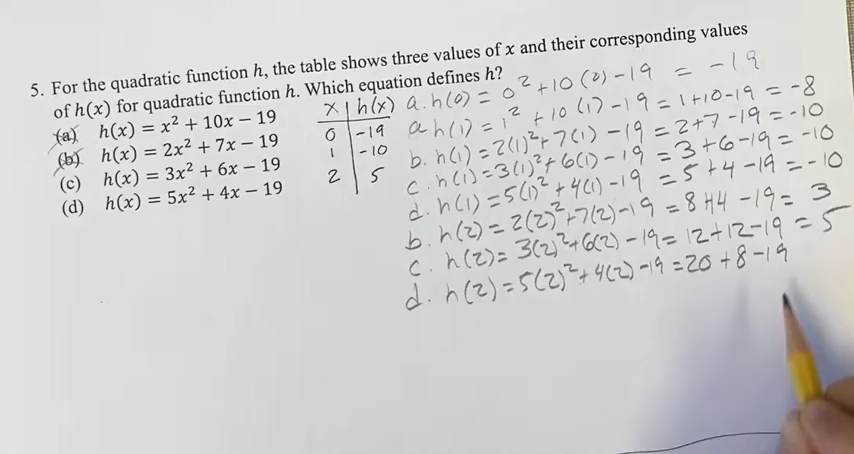 5. For the quadratic function h, the table shows three values of x and their corresponding values
of h(x) for quadratic function h. Which equation defines h?
(a) h(x) = x² + 10x − 19
(b) h(x) = 2x² + 7x − 19
(c) h(x) = 3x² + 6x − 19
(d) h(x) = 5x² + 4x − 19
x | h(x)
0 | -19
1 | -10
2 | 5
a. h(0) = 0² + 10(0) − 19 = −19
a h(1) = 1² + 10(1) − 19 = 1+10−19 = −8
b. h(1) = 2(1)² + 7(1) − 19 = 2+7−19 = −10
c. h(1) = 3(1)² + 6(1) − 19 = 3+6−19 = −10
d. h(1) = 5(1)² + 4(1) − 19 = 5+4−19 = −10
b. h(2) = 2(2)² + 7(2) − 19 = 8+14−19 = 3
c. h(2) = 3(2)² + 6(2) − 19 = 12+12−19 = 5
d. h(2) = 5(2)² + 4(2) − 19 = 20+8−19